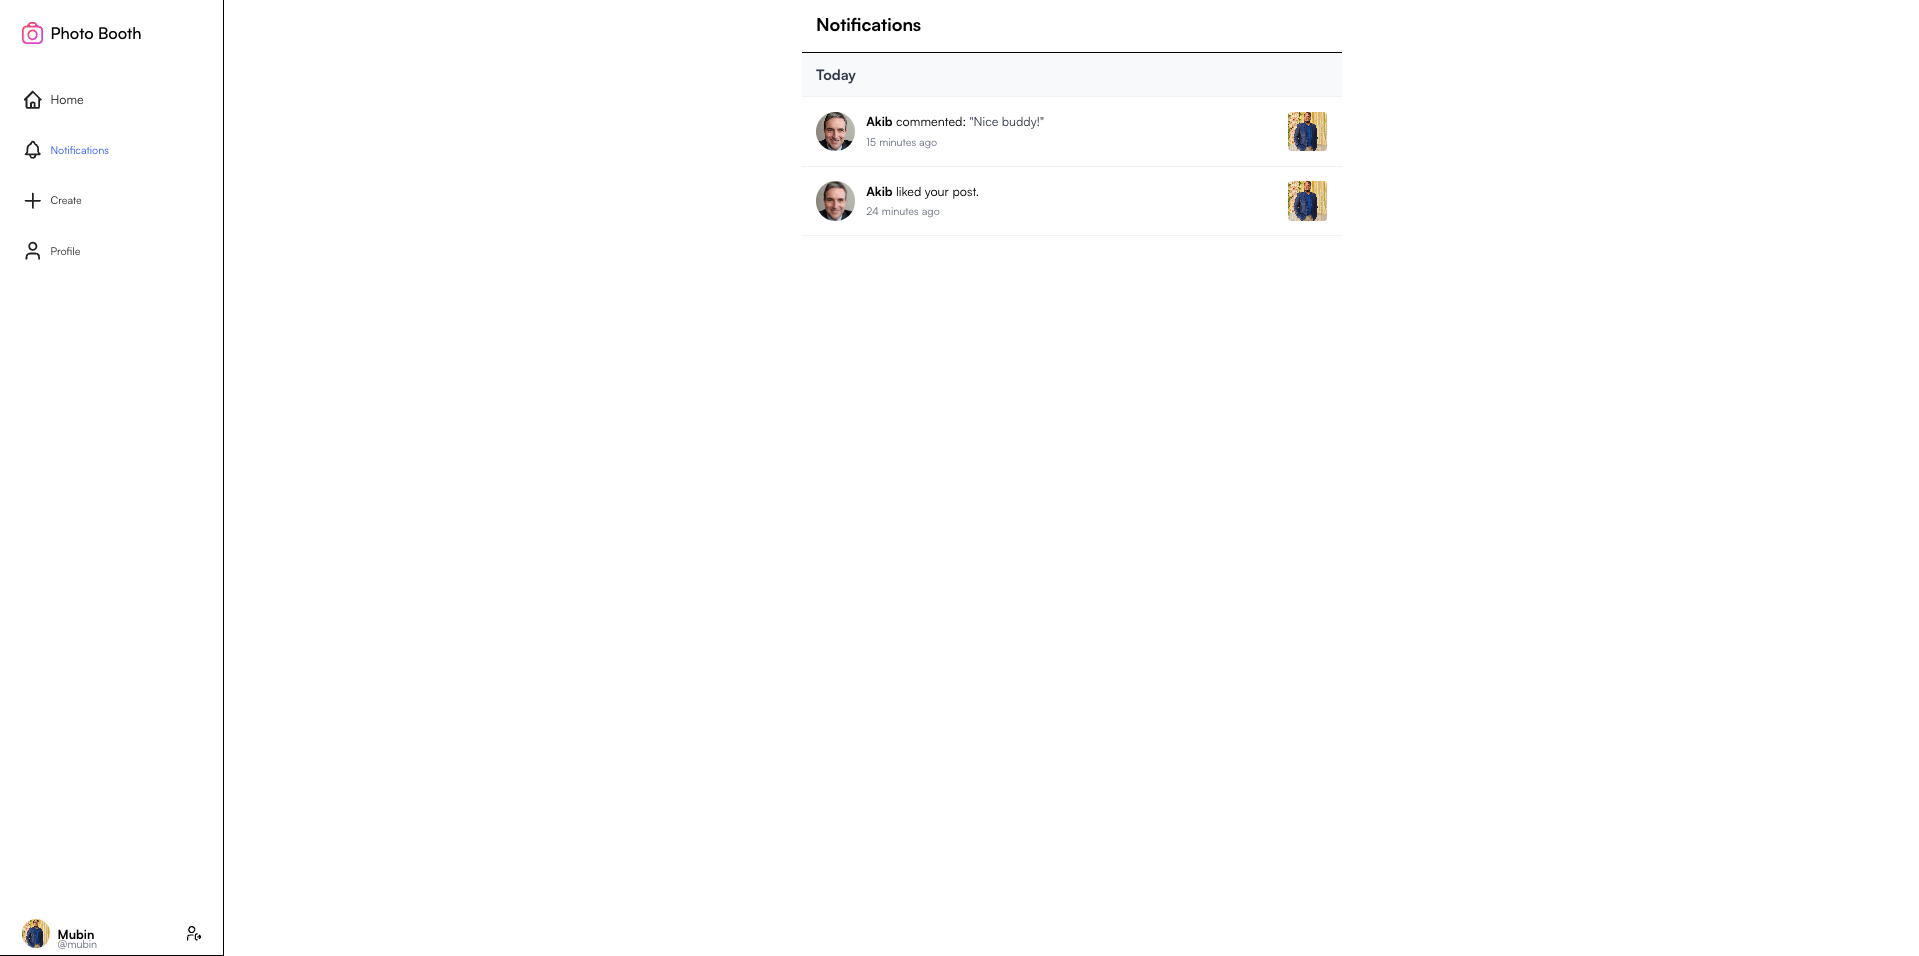 Photo Booth
Home
Notifications
Create
Profile
Mubin
@mubin
Notifications
Today
Akib commented: "Nice buddy!"
15 minutes ago
Akib liked your post.
24 minutes ago